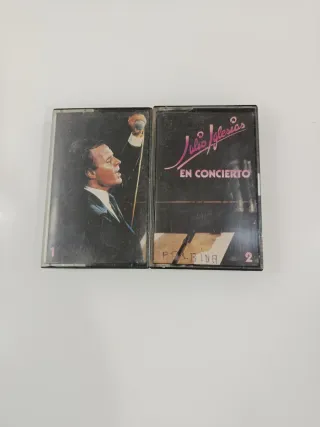 Julio Iglesias
EN CONCIERTO
1
2